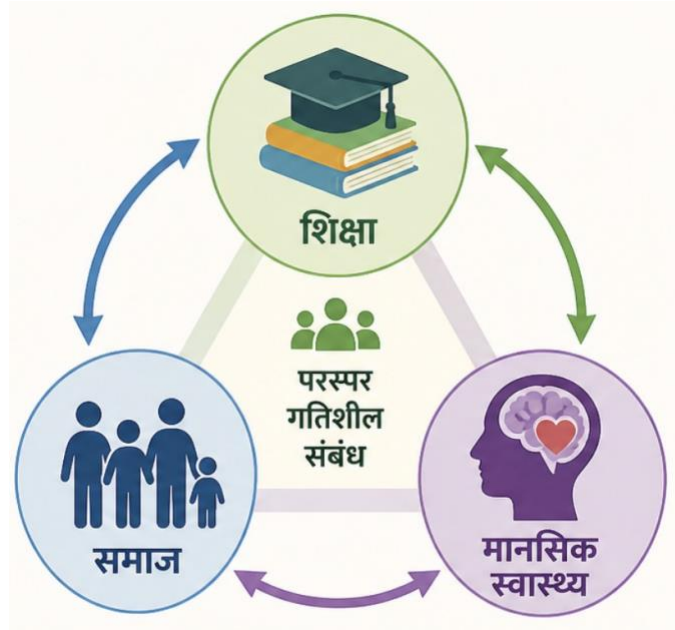 शिक्षा
परस्पर
गतिशील
संबंध
समाज
मानसिक
स्वास्थ्य